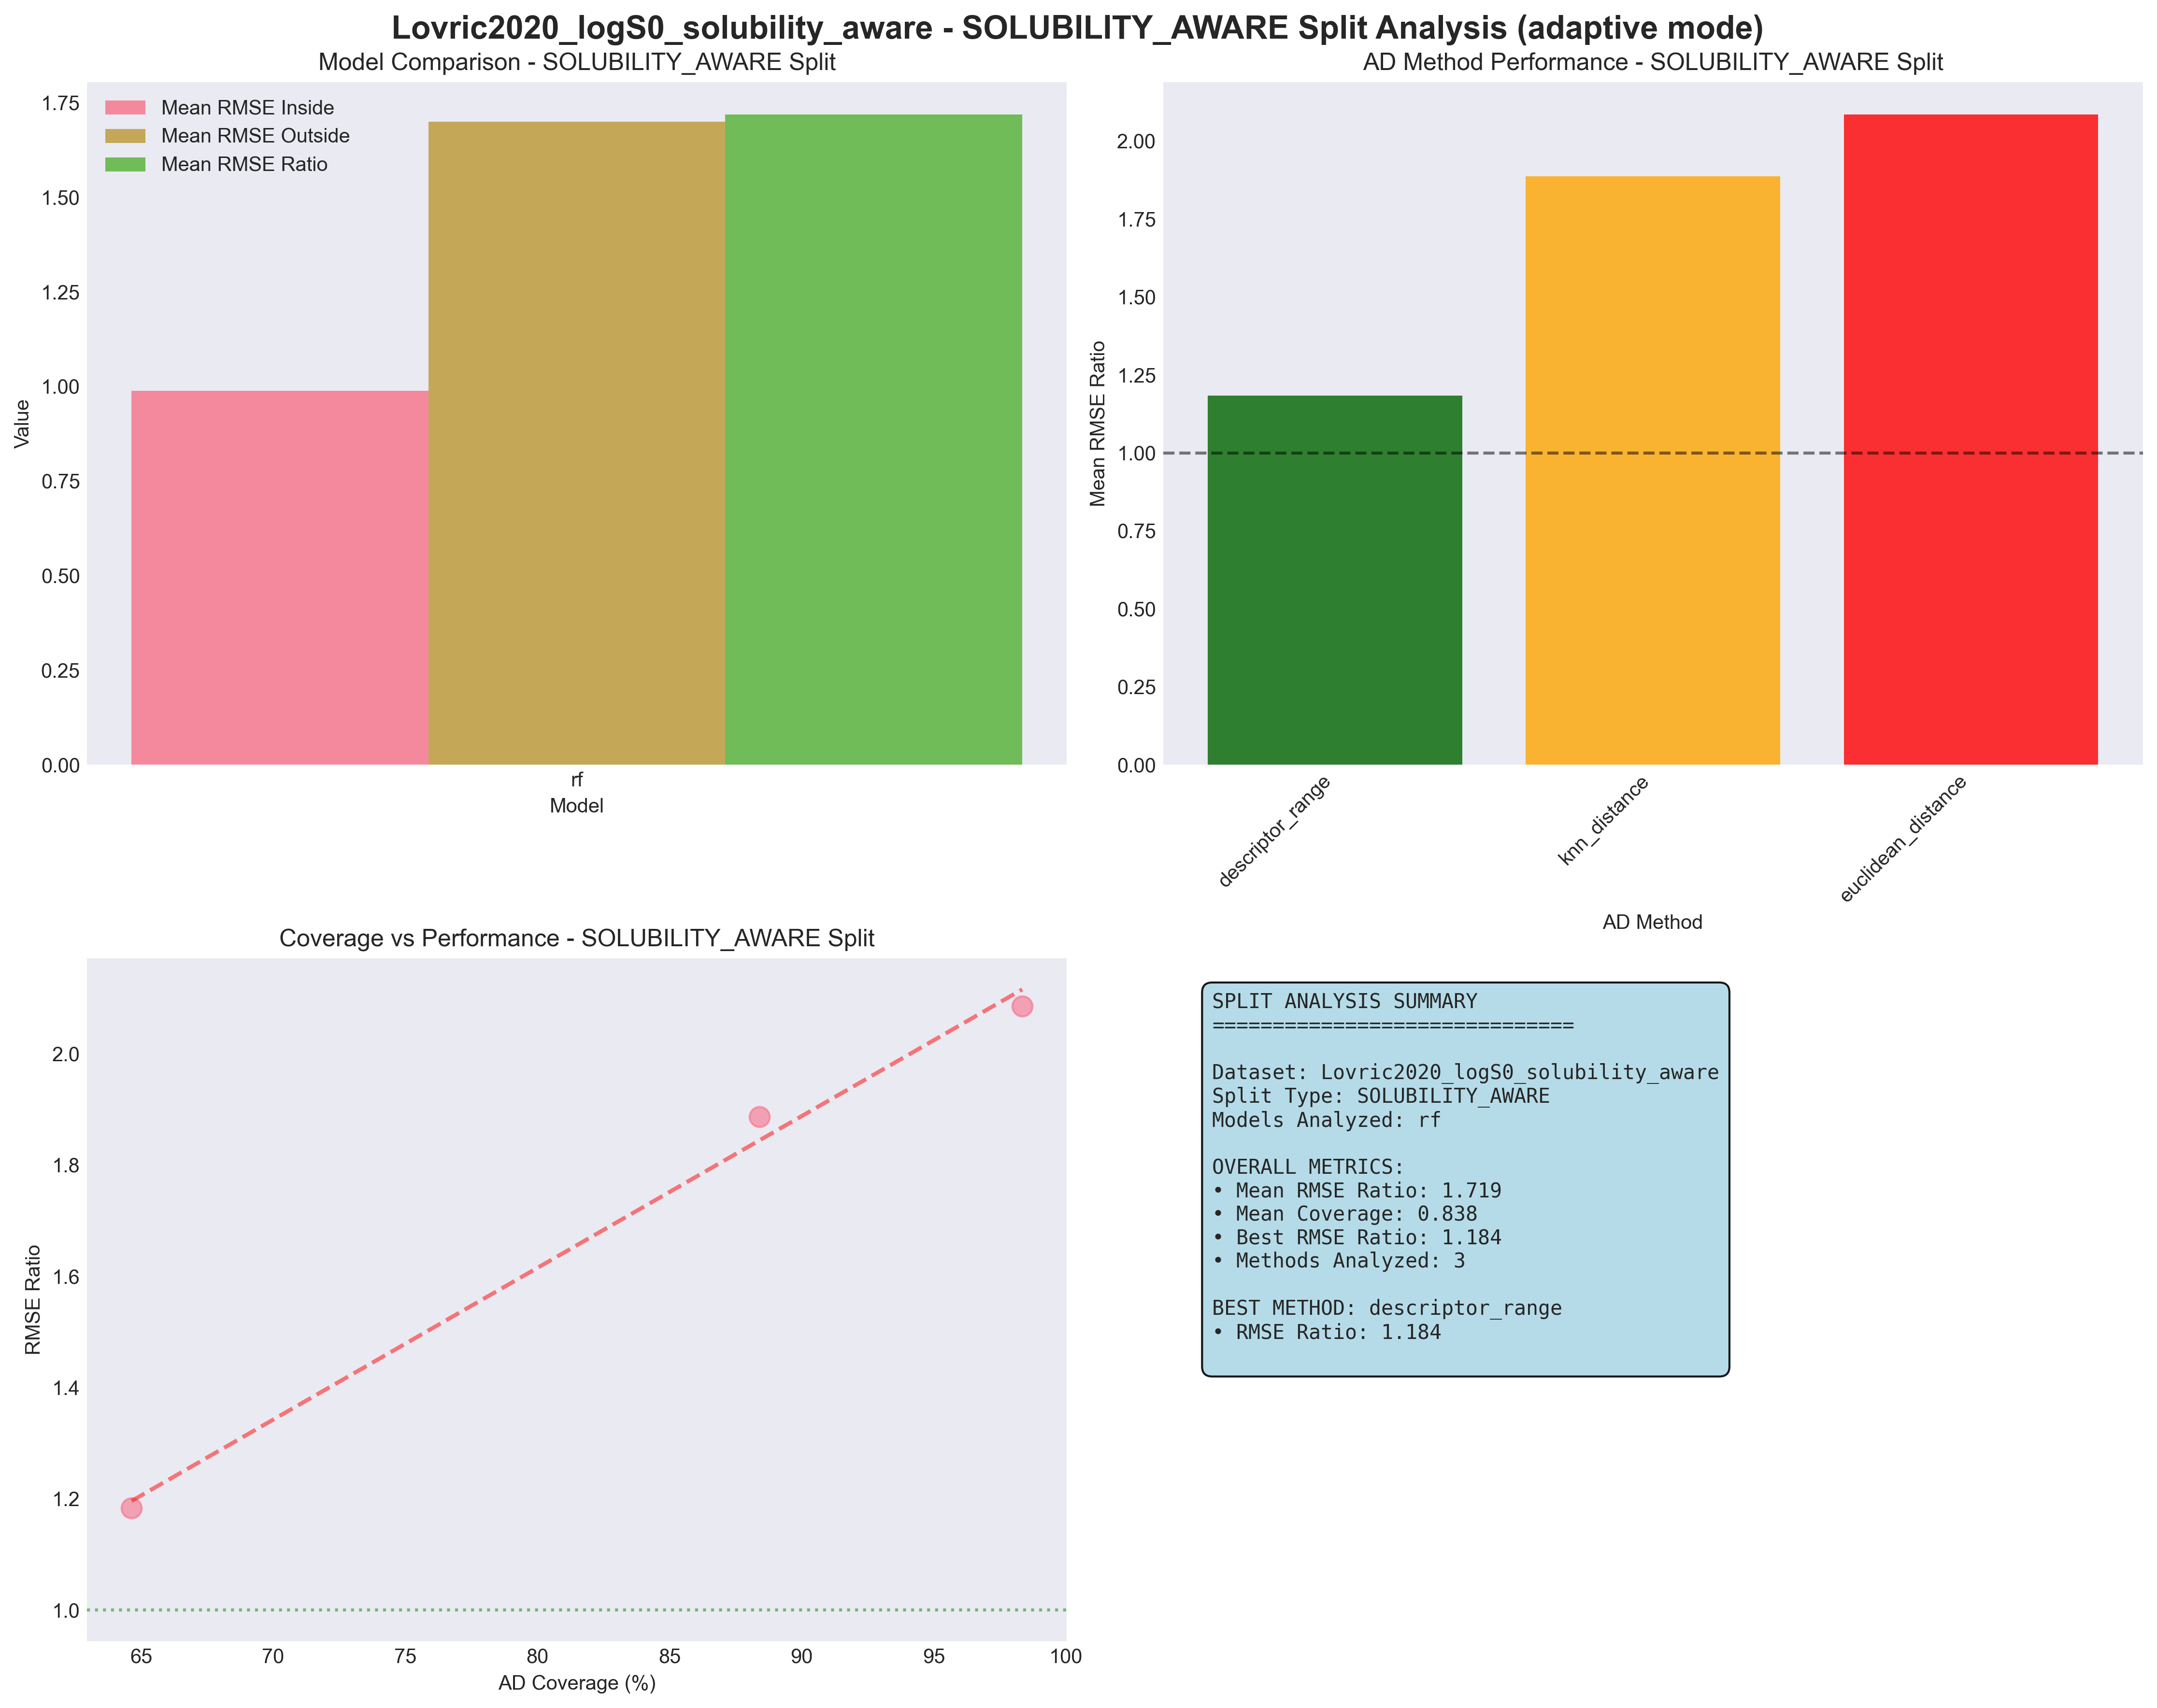 Lovric2020_logS0_solubility_aware - SOLUBILITY_AWARE Split Analysis (adaptive mode)
Model Comparison - SOLUBILITY_AWARE Split
Mean RMSE Inside
Mean RMSE Outside
Mean RMSE Ratio
Value
1.75
1.50
1.25
1.00
0.75
0.50
0.25
0.00
rf
Model
AD Method Performance - SOLUBILITY_AWARE Split
Mean RMSE Ratio
2.00
1.75
1.50
1.25
1.00
0.75
0.50
0.25
0.00
descriptor_range
knn_distance
euclidean_distance
AD Method
Coverage vs Performance - SOLUBILITY_AWARE Split
RMSE Ratio
2.0
1.8
1.6
1.4
1.2
1.0
65 70 75 80 85 90 95 100
AD Coverage (%)
SPLIT ANALYSIS SUMMARY
==============================
Dataset: Lovric2020_logS0_solubility_aware
Split Type: SOLUBILITY_AWARE
Models Analyzed: rf
OVERALL METRICS:
• Mean RMSE Ratio: 1.719
• Mean Coverage: 0.838
• Best RMSE Ratio: 1.184
• Methods Analyzed: 3
BEST METHOD: descriptor_range
• RMSE Ratio: 1.184